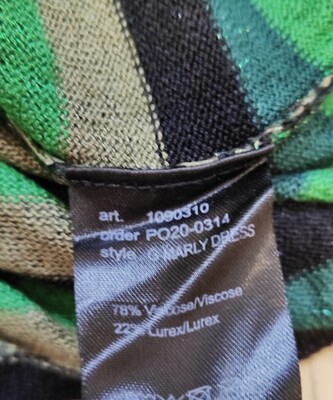 art. 1090310
order PO20-0314
style G-MARLY DRESS
78% Viscose/Viscose
22% Lurex/Lurex